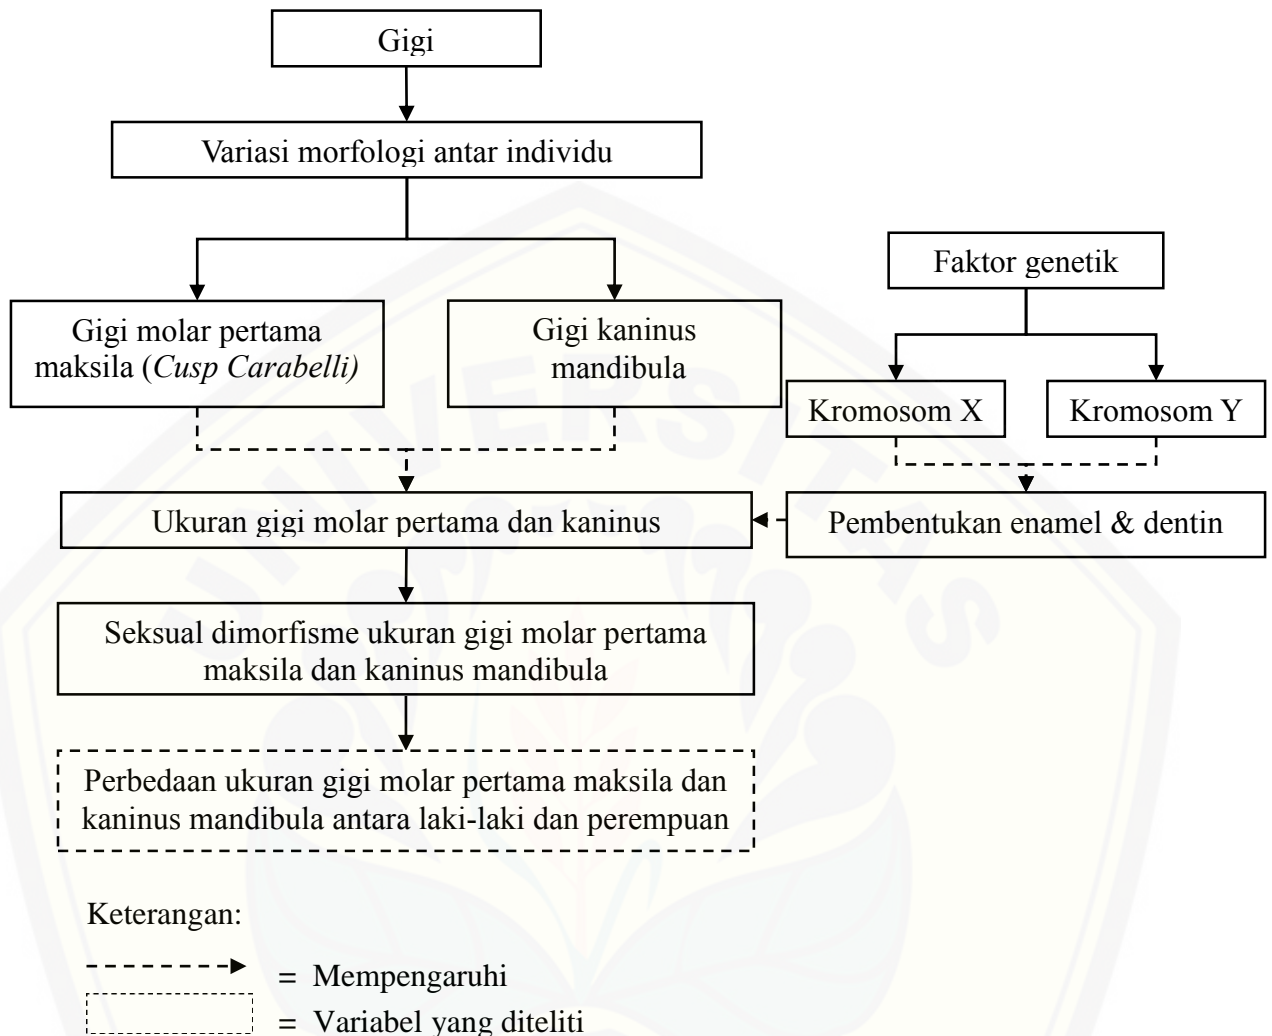 Gigi
Variasi morfologi antar individu
Faktor genetik
Gigi molar pertama
maksila (Cusp Carabelli)
Gigi kaninus
mandibula
Kromosom X
Kromosom Y
Ukuran gigi molar pertama dan kaninus
Pembentukan enamel & dentin
Seksual dimorfisme ukuran gigi molar pertama
maksila dan kaninus mandibula
Perbedaan ukuran gigi molar pertama maksila dan
kaninus mandibula antara laki-laki dan perempuan
Keterangan:
= Mempengaruhi
= Variabel yang diteliti
UNIVERSITAS